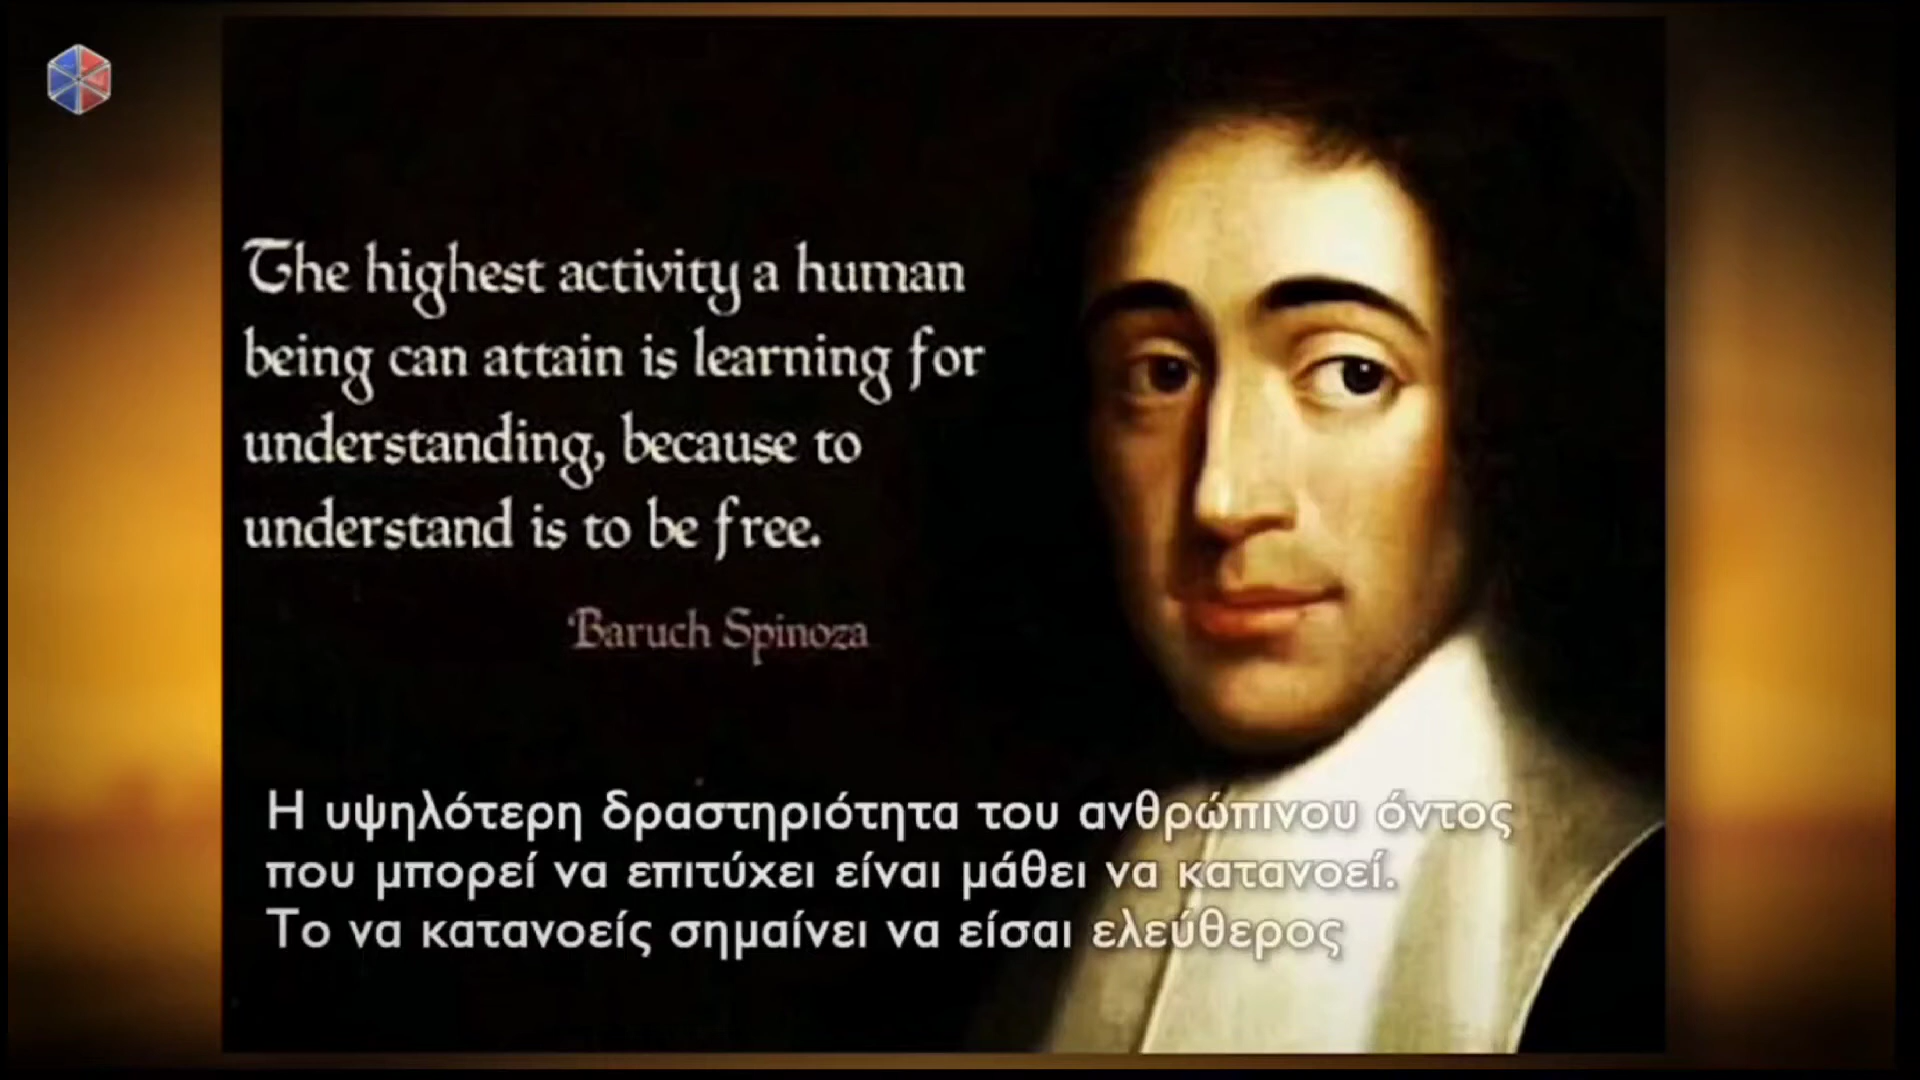 The highest activity a human
being can attain is learning for
understanding, because to
understand is to be free.
Baruch Spinoza
Η υψηλότερη δραστηριότητα του ανθρώπινου όντος
που μπορεί να επιτύχει είναι μάθει να κατανοεί.
Το να κατανοείς σημαίνει να είσαι ελεύθερος